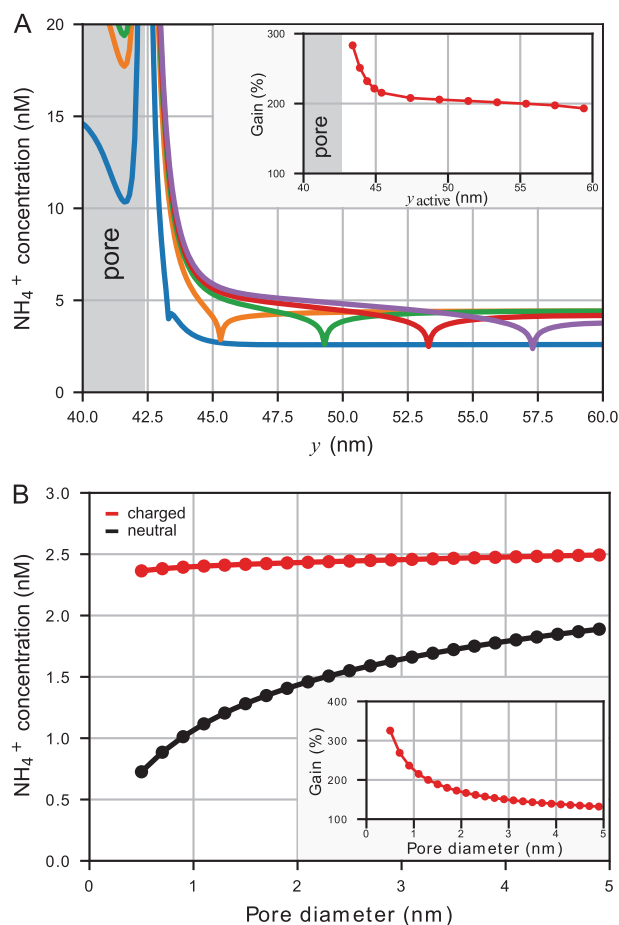 A
NH4+ concentration (nM)
20
15
10
5
0
pore
40.0 42.5 45.0 47.5 50.0 52.5 55.0 57.5 60.0
y (nm)
Gain (%)
300
200
100
pore
40 45 50 55 60
yactive (nm)
B
NH4+ concentration (nM)
3.0
2.5
2.0
1.5
1.0
0.5
0.0
charged
neutral
0 1 2 3 4 5
Pore diameter (nm)
Gain (%)
400
300
200
100
0 1 2 3 4 5
Pore diameter (nm)